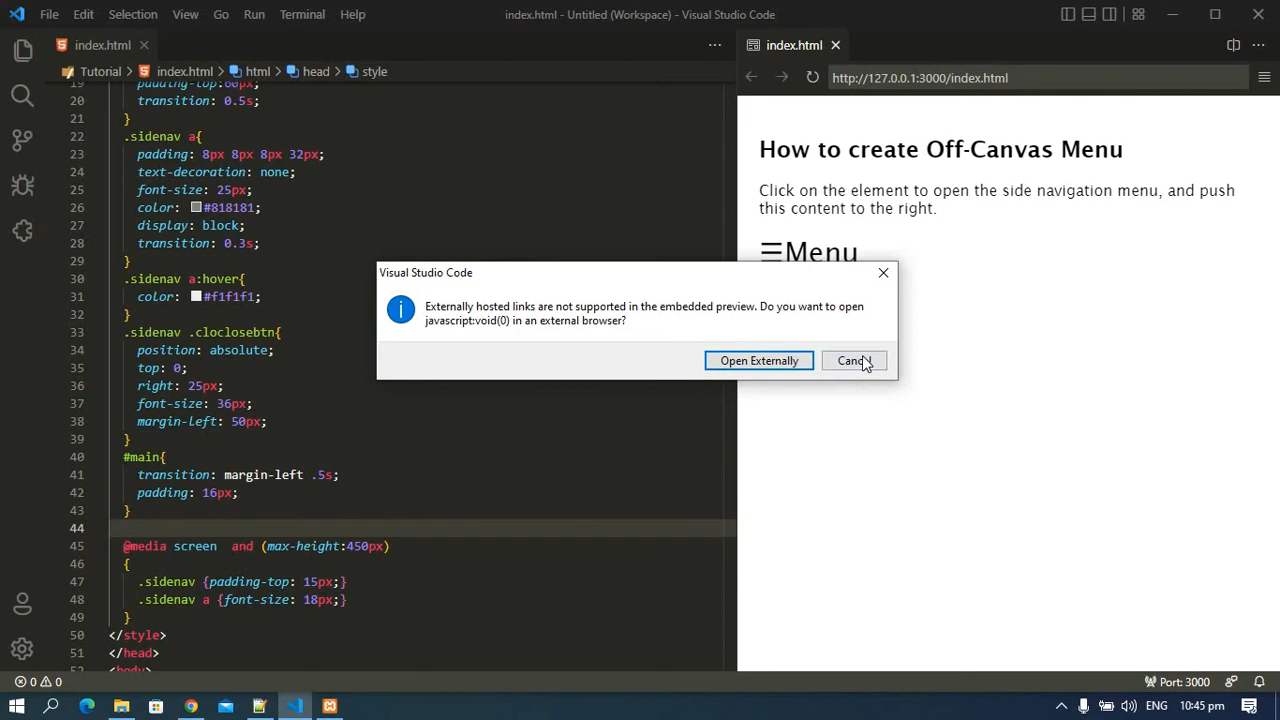 File Edit Selection View Go Run Terminal Help index.html - Untitled (Workspace) - Visual Studio Code
index.html
Tutorial index.html html head style
19 padding-top:60px;
20 transition: 0.5s;
21 }
22 .sidenav a{
23 padding: 8px 8px 8px 32px;
24 text-decoration: none;
25 font-size: 25px;
26 color: #818181;
27 display: block;
28 transition: 0.3s;
29 }
30 .sidenav a:hover{
31 color: #f1f1f1;
32 }
33 .sidenav .cloclosebtn{
34 position: absolute;
35 top: 0;
36 right: 25px;
37 font-size: 36px;
38 margin-left: 50px;
39 }
40 #main{
41 transition: margin-left .5s;
42 padding: 16px;
43 }
44
45 @media screen and (max-height:450px)
46 {
47 .sidenav {padding-top: 15px;}
48 .sidenav a {font-size: 18px;}
49 }
50 </style>
51 </head>
52 <body>
index.html
http://127.0.0.1:3000/index.html
How to create Off-Canvas Menu
Click on the element to open the side navigation menu, and push
this content to the right.
☰Menu
Visual Studio Code
Externally hosted links are not supported in the embedded preview. Do you want to open
javascript:void(0) in an external browser?
Open Externally Cancel
0 0 Port: 3000
ENG 10:45 pm